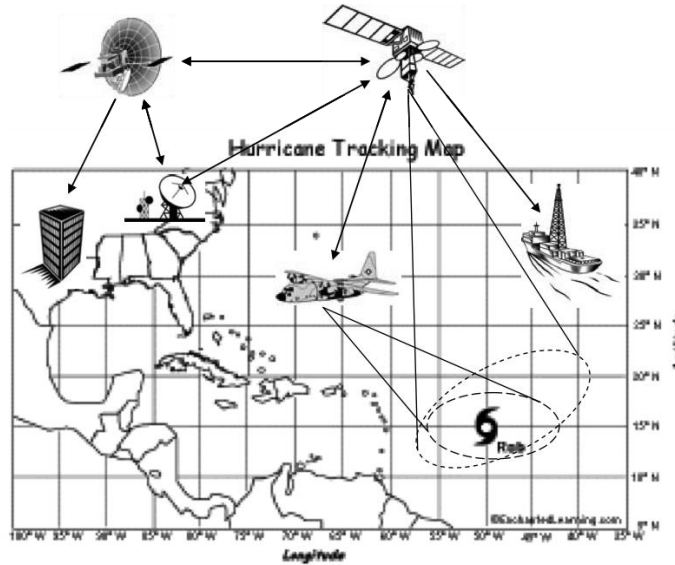 Hurricane Tracking Map
40° N
35° N
30° N
25° N
20° N
15° N
Rob
10° N
©EnchantedLearning.com
5° N
100° W 95° W 90° W 85° W 80° W 75° W 70° W 65° W 60° W 55° W 50° W 45° W 40° W 35° W
Longitude